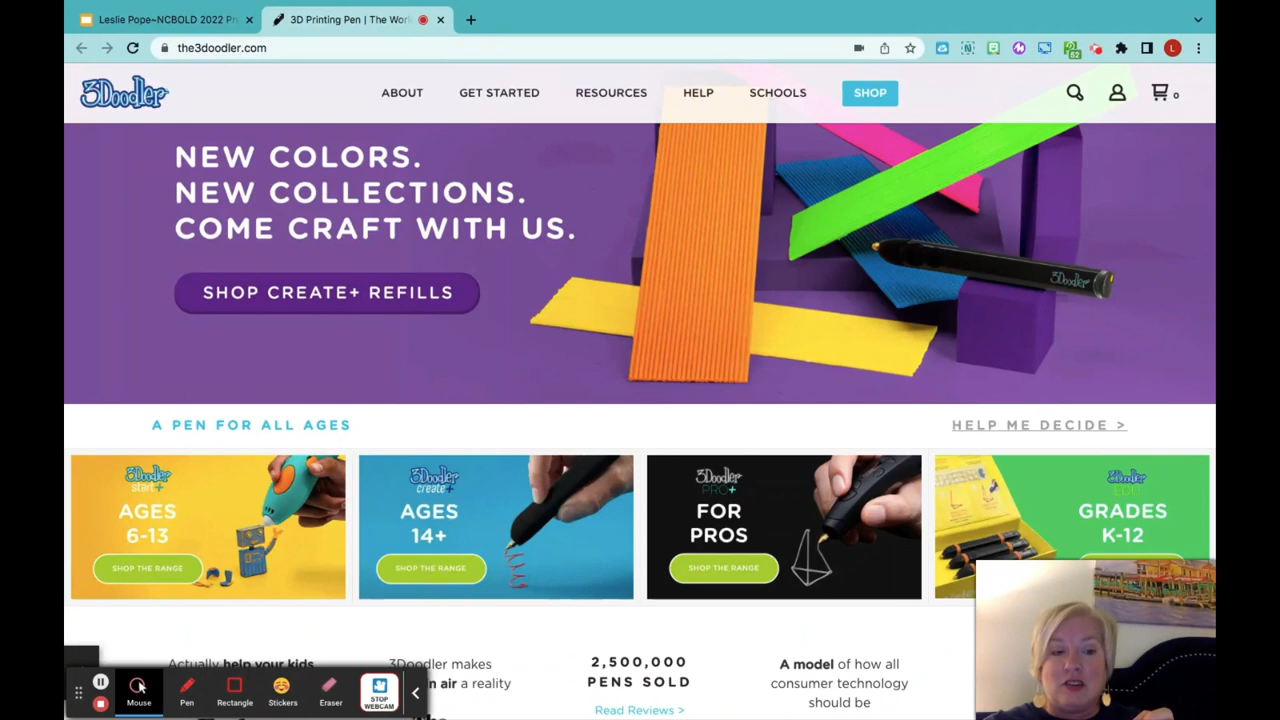 Leslie Pope~NCBOLD 2022 Pr
3D Printing Pen | The Worl
the3doodler.com
52
L
3Doodler
ABOUT
GET STARTED
RESOURCES
HELP
SCHOOLS
SHOP
0
NEW COLORS.
NEW COLLECTIONS.
COME CRAFT WITH US.
SHOP CREATE+ REFILLS
3Doodler
A PEN FOR ALL AGES
HELP ME DECIDE >
3Doodler
start+
AGES
6-13
SHOP THE RANGE
3Doodler
create+
AGES
14+
SHOP THE RANGE
3Doodler
PRO+
FOR
PROS
SHOP THE RANGE
3Doodler
EDU
GRADES
K-12
Actually help your kids
3Doodler makes
n air a reality
2,500,000
PENS SOLD
Read Reviews >
A model of how all
consumer technology
should be
Mouse
Pen
Rectangle
Stickers
Eraser
STOP
WEBCAM